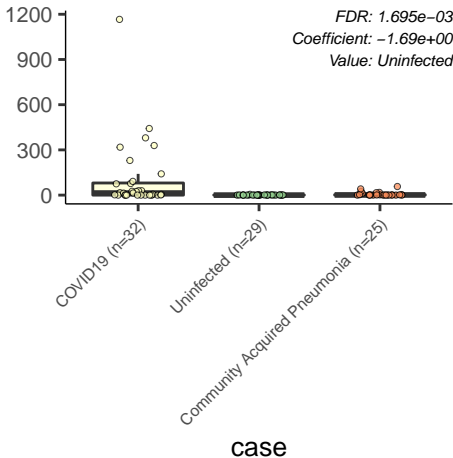 FDR: 1.695e−03
Coefficient: −1.69e+00
Value: Uninfected
1200
900
600
300
0
COVID19 (n=32)
Uninfected (n=29)
Community Acquired Pneumonia (n=25)
case